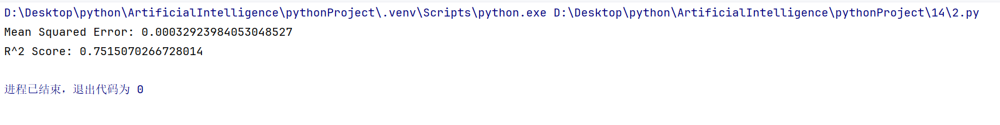 D:\Desktop\python\ArtificialIntelligence\pythonProject\.venv\Scripts\python.exe D:\Desktop\python\ArtificialIntelligence\pythonProject\14\2.py
Mean Squared Error: 0.00032923984053048527
R^2 Score: 0.7515070266728014
进程已结束，退出代码为 0